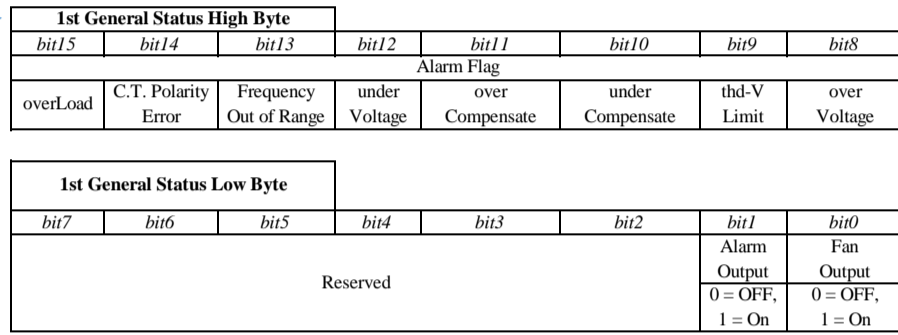 1st General Status High Byte
bit15 bit14 bit13 bit12 bit11 bit10 bit9 bit8
Alarm Flag
overLoad C.T. Polarity Error Frequency Out of Range under Voltage over Compensate under Compensate thd-V Limit over Voltage
1st General Status Low Byte
bit7 bit6 bit5 bit4 bit3 bit2 bit1 bit0
Reserved
Alarm Output Fan Output
0 = OFF, 1 = On 0 = OFF, 1 = On